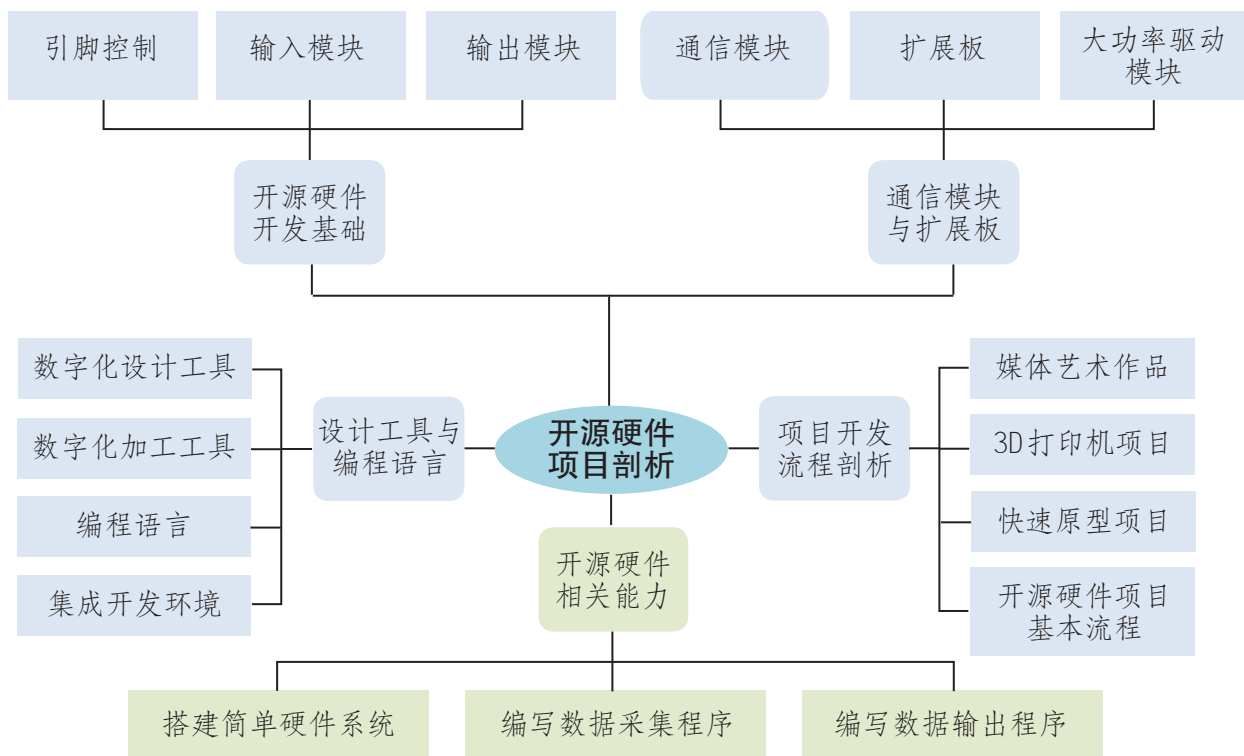 引脚控制
输入模块
输出模块
通信模块
扩展板
大功率驱动
模块
开源硬件
开发基础
通信模块
与扩展板
数字化设计工具
数字化加工工具
编程语言
集成开发环境
设计工具与
编程语言
开源硬件
项目剖析
项目开发
流程剖析
媒体艺术作品
3D打印机项目
快速原型项目
开源硬件项目
基本流程
开源硬件
相关能力
搭建简单硬件系统
编写数据采集程序
编写数据输出程序